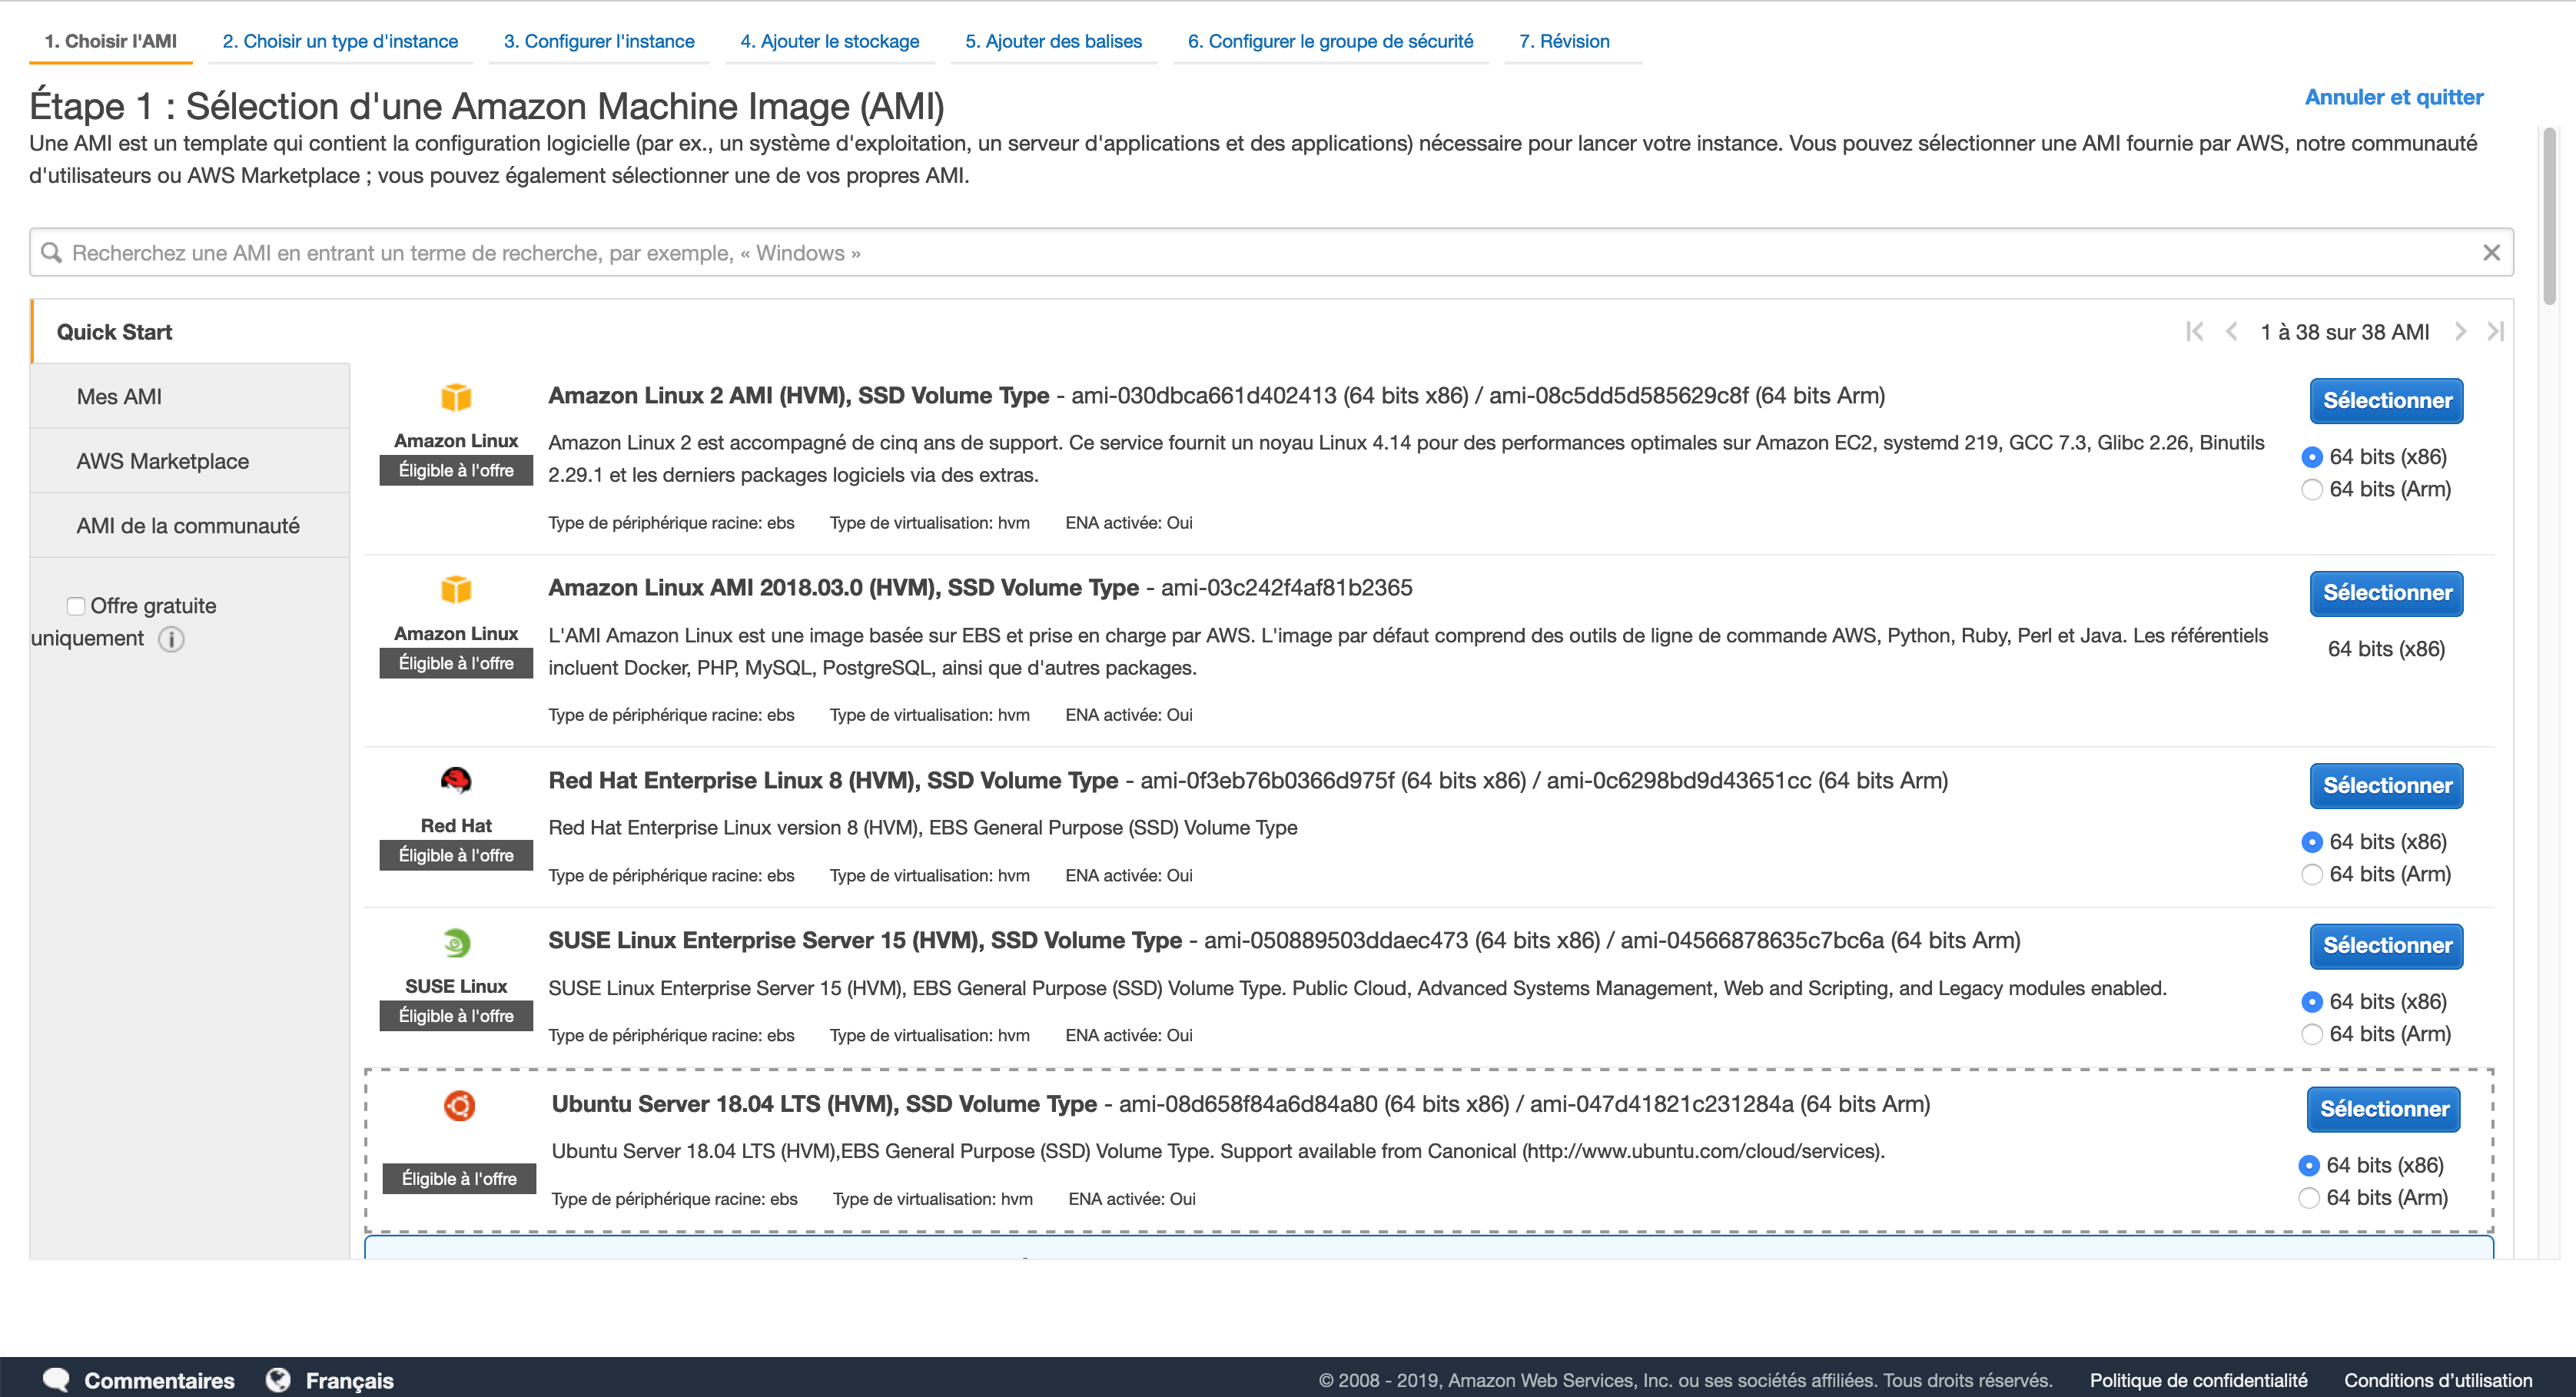 1. Choisir l'AMI 2. Choisir un type d'instance 3. Configurer l'instance 4. Ajouter le stockage 5. Ajouter des balises 6. Configurer le groupe de sécurité 7. Révision
Étape 1 : Sélection d'une Amazon Machine Image (AMI)
Annuler et quitter
Une AMI est un template qui contient la configuration logicielle (par ex., un système d'exploitation, un serveur d'applications et des applications) nécessaire pour lancer votre instance. Vous pouvez sélectionner une AMI fournie par AWS, notre communauté
d'utilisateurs ou AWS Marketplace ; vous pouvez également sélectionner une de vos propres AMI.
Recherchez une AMI en entrant un terme de recherche, par exemple, « Windows »
Quick Start
1 à 38 sur 38 AMI
Mes AMI
AWS Marketplace
AMI de la communauté
Offre gratuite
uniquement
Amazon Linux
Éligible à l'offre
Amazon Linux 2 AMI (HVM), SSD Volume Type - ami-030dbca661d402413 (64 bits x86) / ami-08c5dd5d585629c8f (64 bits Arm)
Amazon Linux 2 est accompagné de cinq ans de support. Ce service fournit un noyau Linux 4.14 pour des performances optimales sur Amazon EC2, systemd 219, GCC 7.3, Glibc 2.26, Binutils
2.29.1 et les derniers packages logiciels via des extras.
Type de périphérique racine: ebs Type de virtualisation: hvm ENA activée: Oui
Sélectionner
64 bits (x86)
64 bits (Arm)
Amazon Linux
Éligible à l'offre
Amazon Linux AMI 2018.03.0 (HVM), SSD Volume Type - ami-03c242f4af81b2365
L'AMI Amazon Linux est une image basée sur EBS et prise en charge par AWS. L'image par défaut comprend des outils de ligne de commande AWS, Python, Ruby, Perl et Java. Les référentiels
incluent Docker, PHP, MySQL, PostgreSQL, ainsi que d'autres packages.
Type de périphérique racine: ebs Type de virtualisation: hvm ENA activée: Oui
Sélectionner
64 bits (x86)
Red Hat
Éligible à l'offre
Red Hat Enterprise Linux 8 (HVM), SSD Volume Type - ami-0f3eb76b0366d975f (64 bits x86) / ami-0c6298bd9d43651cc (64 bits Arm)
Red Hat Enterprise Linux version 8 (HVM), EBS General Purpose (SSD) Volume Type
Type de périphérique racine: ebs Type de virtualisation: hvm ENA activée: Oui
Sélectionner
64 bits (x86)
64 bits (Arm)
SUSE Linux
Éligible à l'offre
SUSE Linux Enterprise Server 15 (HVM), SSD Volume Type - ami-050889503ddaec473 (64 bits x86) / ami-04566878635c7bc6a (64 bits Arm)
SUSE Linux Enterprise Server 15 (HVM), EBS General Purpose (SSD) Volume Type. Public Cloud, Advanced Systems Management, Web and Scripting, and Legacy modules enabled.
Type de périphérique racine: ebs Type de virtualisation: hvm ENA activée: Oui
Sélectionner
64 bits (x86)
64 bits (Arm)
Éligible à l'offre
Ubuntu Server 18.04 LTS (HVM), SSD Volume Type - ami-08d658f84a6d84a80 (64 bits x86) / ami-047d41821c231284a (64 bits Arm)
Ubuntu Server 18.04 LTS (HVM),EBS General Purpose (SSD) Volume Type. Support available from Canonical (http://www.ubuntu.com/cloud/services).
Type de périphérique racine: ebs Type de virtualisation: hvm ENA activée: Oui
Sélectionner
64 bits (x86)
64 bits (Arm)
Commentaires Français © 2008 - 2019, Amazon Web Services, Inc. ou ses sociétés affiliées. Tous droits réservés. Politique de confidentialité Conditions d'utilisation